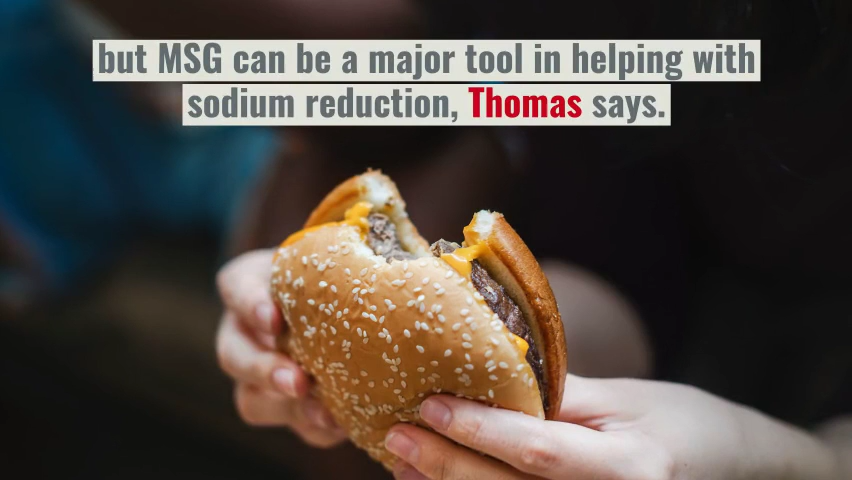 but MSG can be a major tool in helping with
sodium reduction, Thomas says.